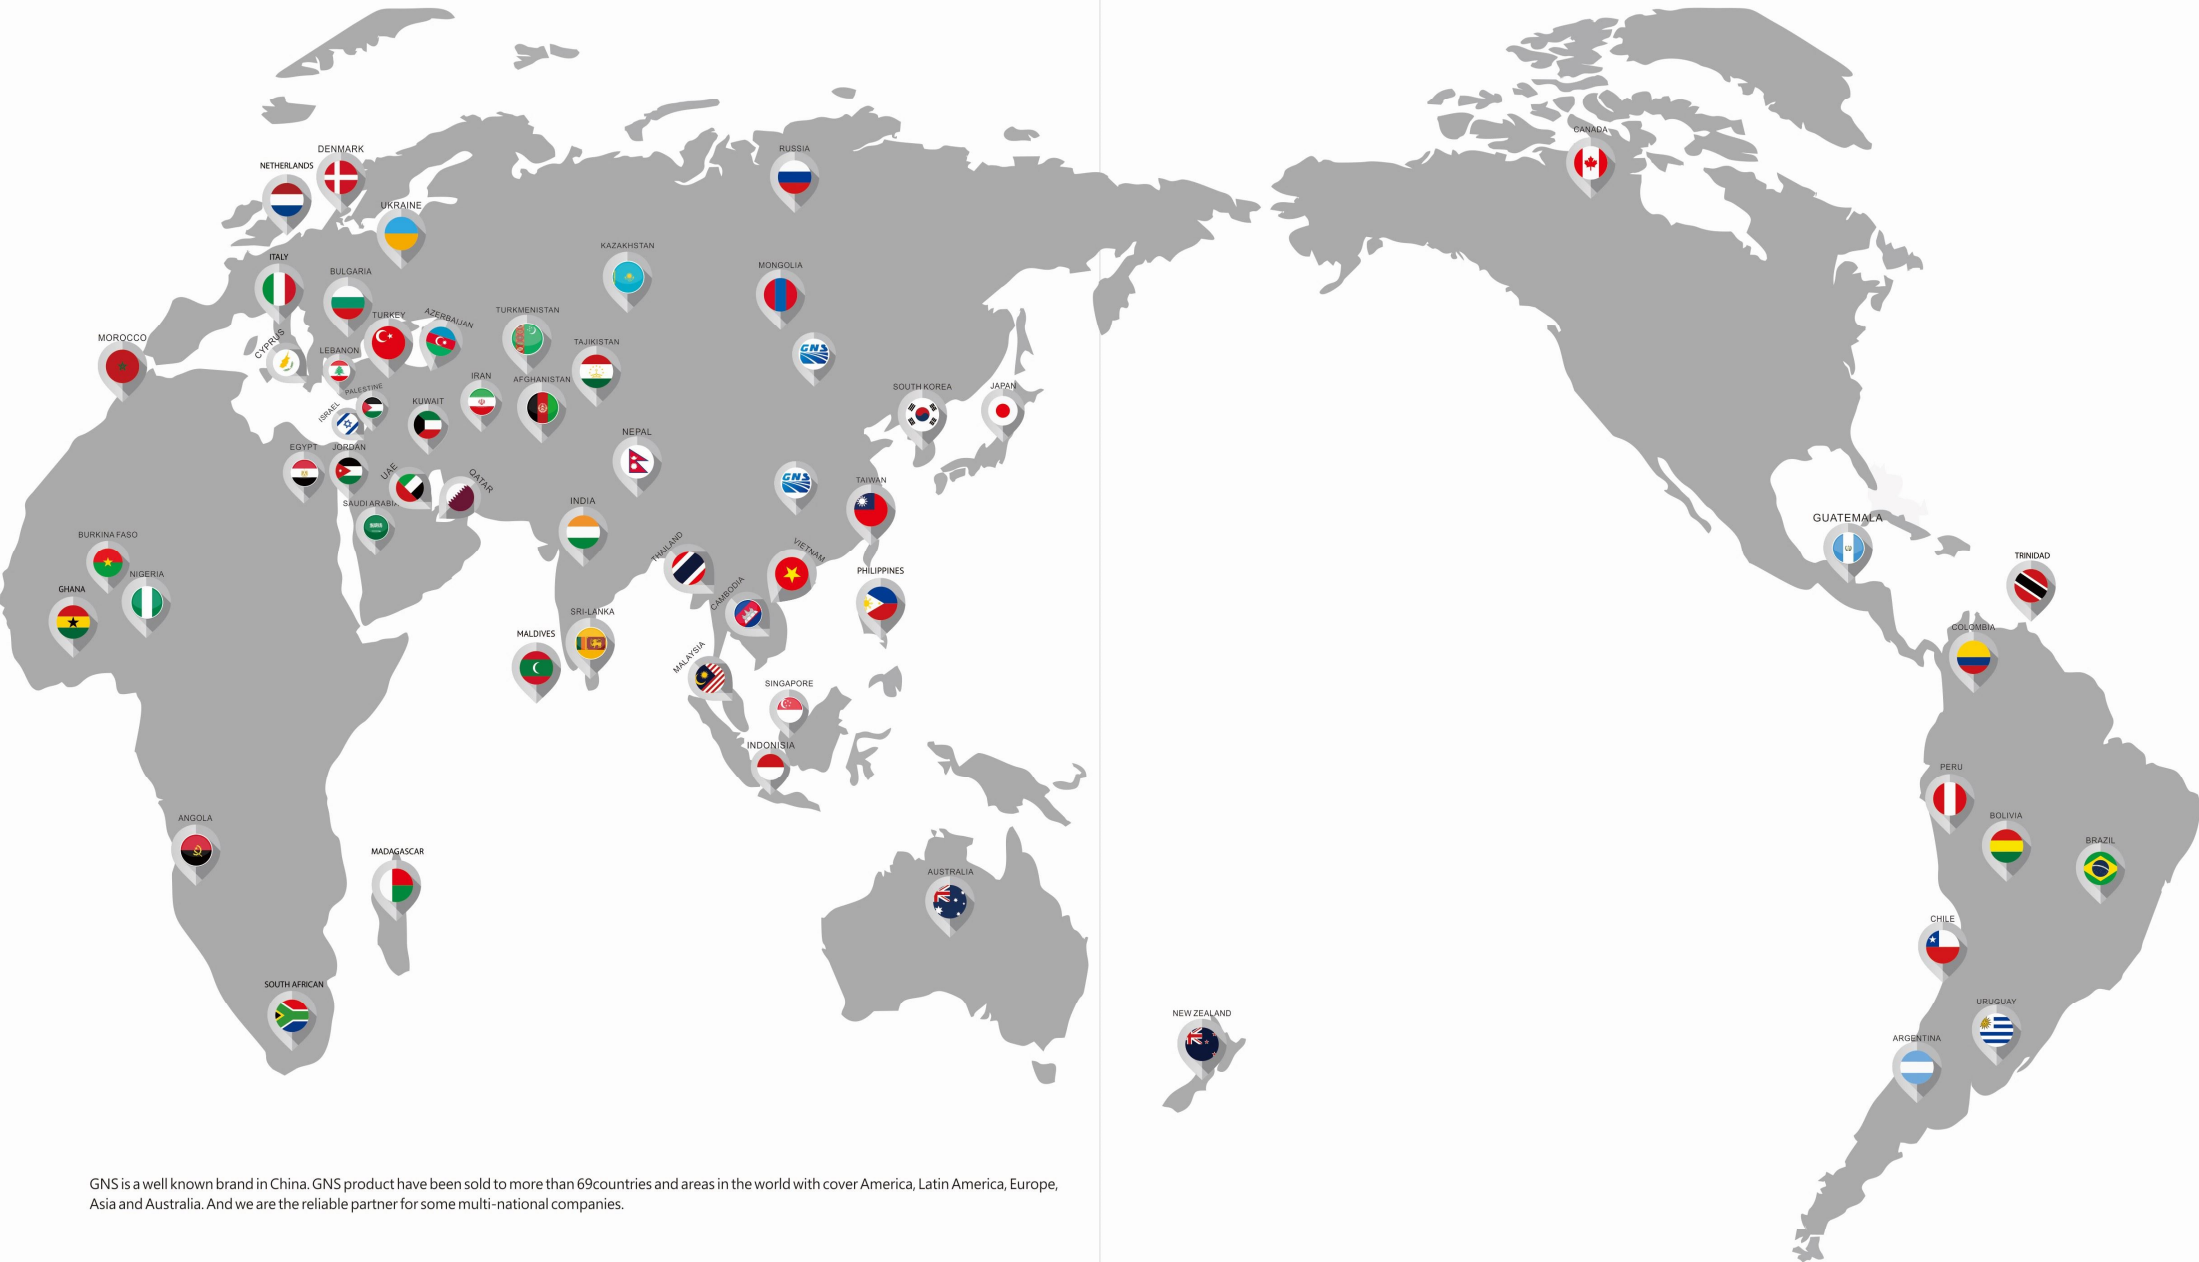 CANADA
DENMARK
RUSSIA
NETHERLANDS
UKRAINE
KAZAKHSTAN
ITALY
MONGOLIA
BULGARIA
TURKMENISTAN
TURKEY
AZERBAIJAN
MOROCCO
CYPRUS
TAJIKISTAN
LEBANON
GNS
IRAN
AFGHANISTAN
SOUTH KOREA
JAPAN
PALESTINE
ISRAEL
KUWAIT
NEPAL
EGYPT
JORDAN
UAE
QATAR
GNS
TAIWAN
SAUDI ARABIA
INDIA
GUATEMALA
BURKINA FASO
THAILAND
VIETNAM
TRINIDAD
NIGERIA
PHILIPPINES
GHANA
CAMBODIA
SRI-LANKA
COLOMBIA
MALDIVES
MALAYSIA
SINGAPORE
INDONISIA
PERU
ANGOLA
BOLIVIA
BRAZIL
MADAGASCAR
AUSTRALIA
CHILE
SOUTH AFRICAN
URUGUAY
NEW ZEALAND
ARGENTINA
GNS is a well known brand in China. GNS product have been sold to more than 69countries and areas in the world with cover America, Latin America, Europe,
Asia and Australia. And we are the reliable partner for some multi-national companies.